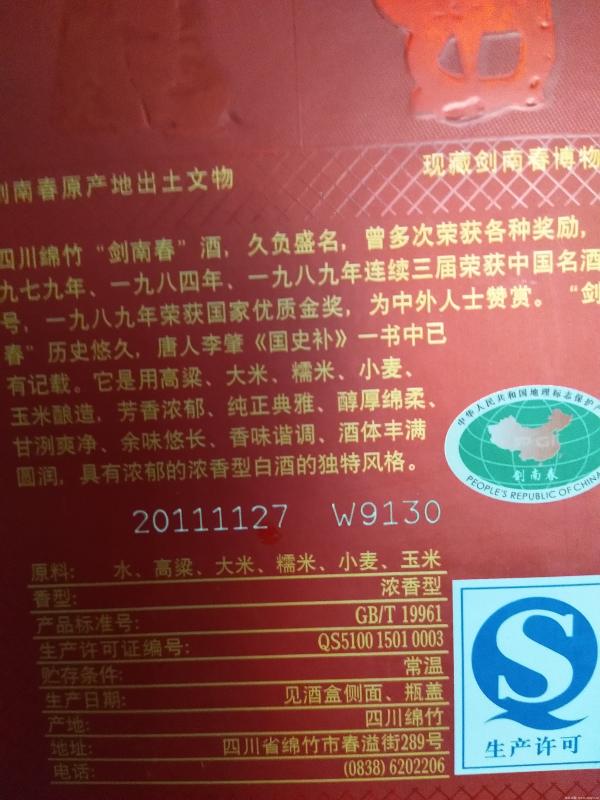 剑南春原产地出土文物
现藏剑南春博物
四川绵竹“剑南春”酒，久负盛名，曾多次荣获各种奖励，
九七九年、一九八四年、一九八九年连续三届荣获中国名酒
号，一九八九年荣获国家优质金奖，为中外人士赞赏。“剑
春”历史悠久，唐人李肇《国史补》一书中已
有记载。它是用高粱、大米、糯米、小麦、
玉米酿造，芳香浓郁、纯正典雅、醇厚绵柔、
甘洌爽净、余味悠长、香味谐调、酒体丰满
圆润，具有浓郁的浓香型白酒的独特风格。
中华人民共和国地理标志保护产
PGI
剑南春
PEOPLE'S REPUBLIC OF CHINA
20111127 W9130
原料: 水、高粱、大米、糯米、小麦、玉米
香型: 浓香型
产品标准号: GB/T 19961
生产许可证编号: QS5100 1501 0003
贮存条件: 常温
生产日期: 见酒盒侧面、瓶盖
产地: 四川绵竹
地址: 四川省绵竹市春溢街289号
电话: (0838) 6202206
生产许可